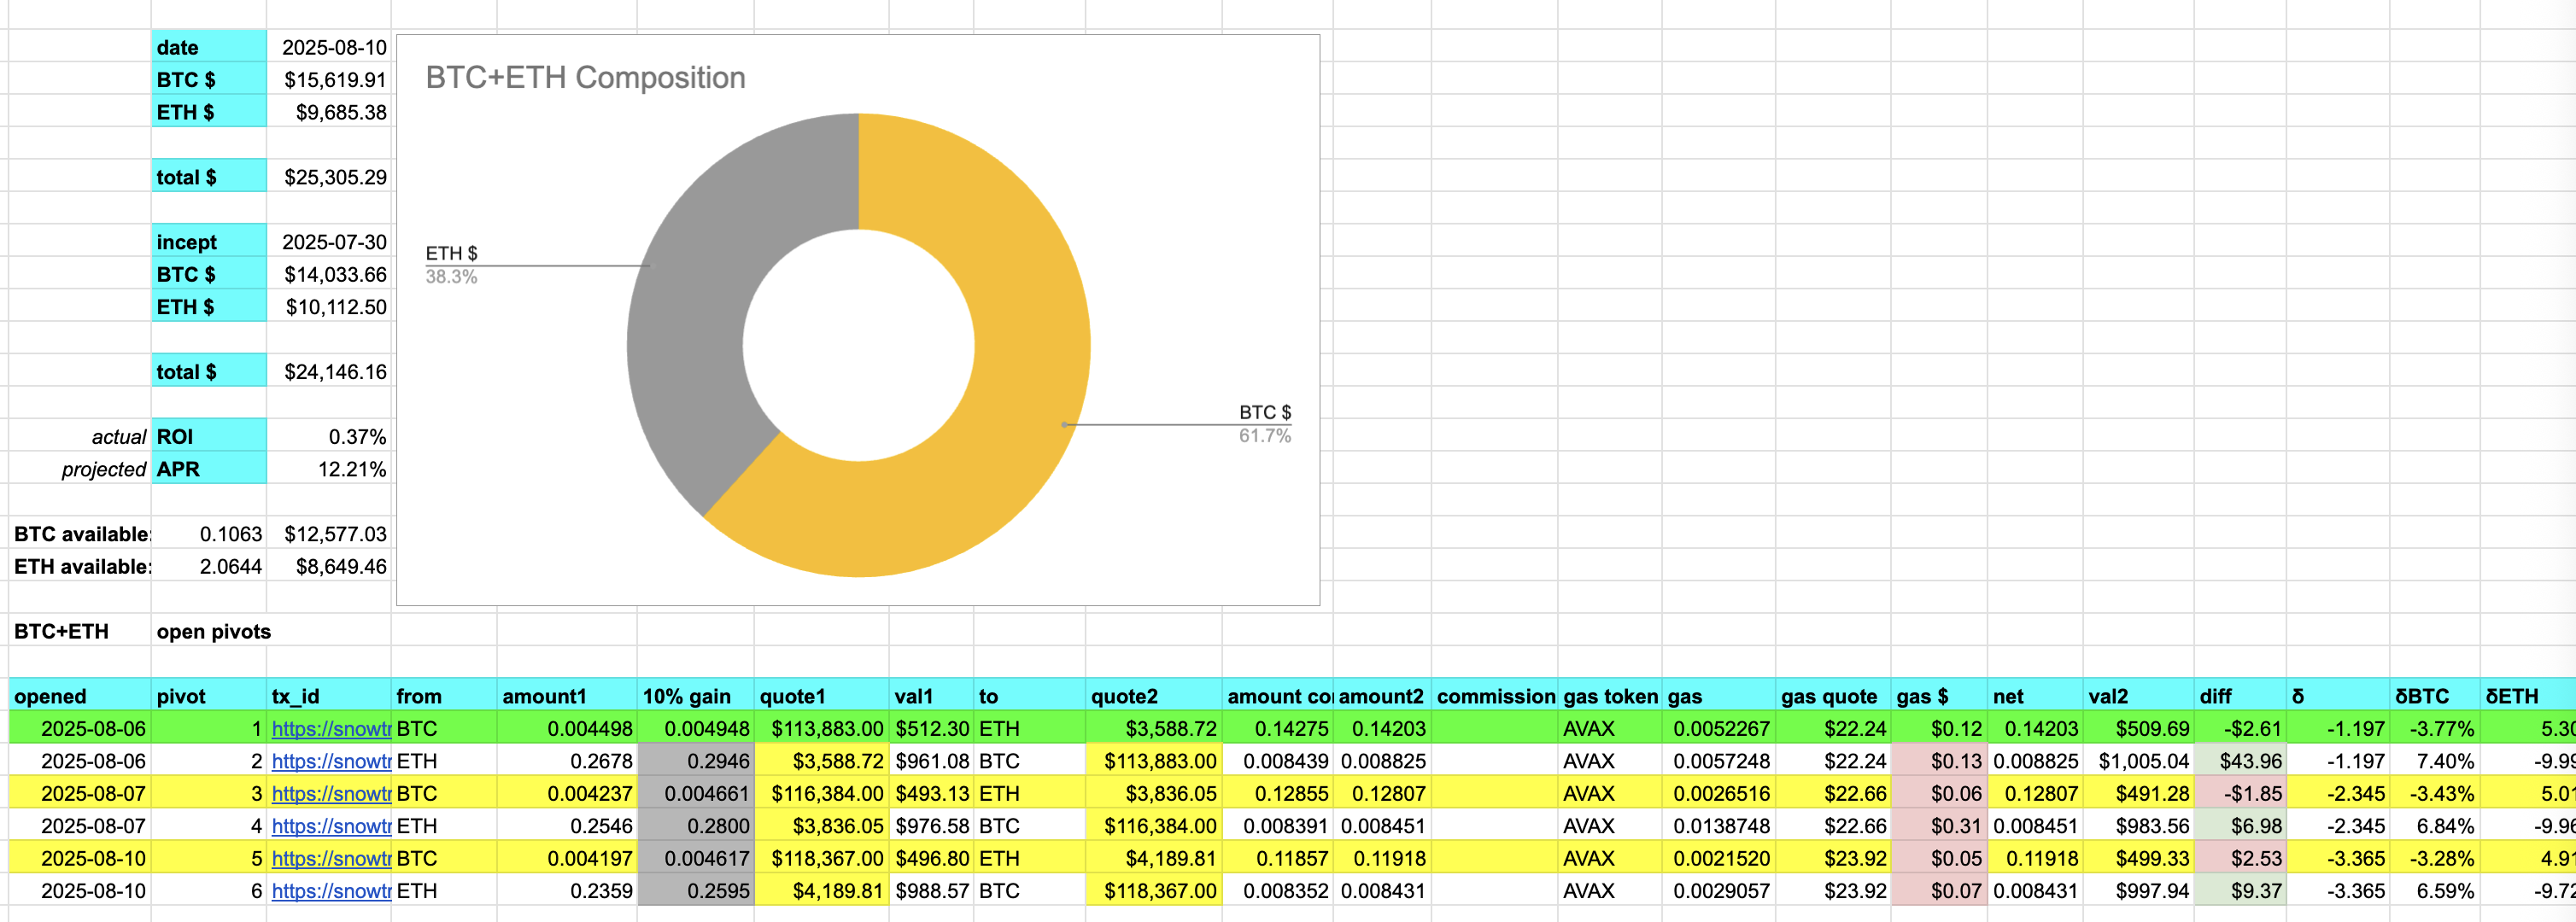 date 2025-08-10
BTC $ $15,619.91
ETH $ $9,685.38
total $ $25,305.29
incept 2025-07-30
BTC $ $14,033.66
ETH $ $10,112.50
total $ $24,146.16
actual ROI 0.37%
projected APR 12.21%
BTC available: 0.1063 $12,577.03
ETH available: 2.0644 $8,649.46
BTC+ETH Composition
ETH $
38.3%
BTC $
61.7%
BTC+ETH open pivots
opened pivot tx_id from amount1 10% gain quote1 val1 to quote2 amount co amount2 commission gas token gas gas quote gas $ net val2 diff δ δBTC δETH
2025-08-06 1 https://snowtr BTC 0.004498 0.004948 $113,883.00 $512.30 ETH $3,588.72 0.14275 0.14203 AVAX 0.0052267 $22.24 $0.12 0.14203 $509.69 -$2.61 -1.197 -3.77% 5.30
2025-08-06 2 https://snowtr ETH 0.2678 0.2946 $3,588.72 $961.08 BTC $113,883.00 0.008439 0.008825 AVAX 0.0057248 $22.24 $0.13 0.008825 $1,005.04 $43.96 -1.197 7.40% -9.99
2025-08-07 3 https://snowtr BTC 0.004237 0.004661 $116,384.00 $493.13 ETH $3,836.05 0.12855 0.12807 AVAX 0.0026516 $22.66 $0.06 0.12807 $491.28 -$1.85 -2.345 -3.43% 5.01
2025-08-07 4 https://snowtr ETH 0.2546 0.2800 $3,836.05 $976.58 BTC $116,384.00 0.008391 0.008451 AVAX 0.0138748 $22.66 $0.31 0.008451 $983.56 $6.98 -2.345 6.84% -9.96
2025-08-10 5 https://snowtr BTC 0.004197 0.004617 $118,367.00 $496.80 ETH $4,189.81 0.11857 0.11918 AVAX 0.0021520 $23.92 $0.05 0.11918 $499.33 $2.53 -3.365 -3.28% 4.91
2025-08-10 6 https://snowtr ETH 0.2359 0.2595 $4,189.81 $988.57 BTC $118,367.00 0.008352 0.008431 AVAX 0.0029057 $23.92 $0.07 0.008431 $997.94 $9.37 -3.365 6.59% -9.72